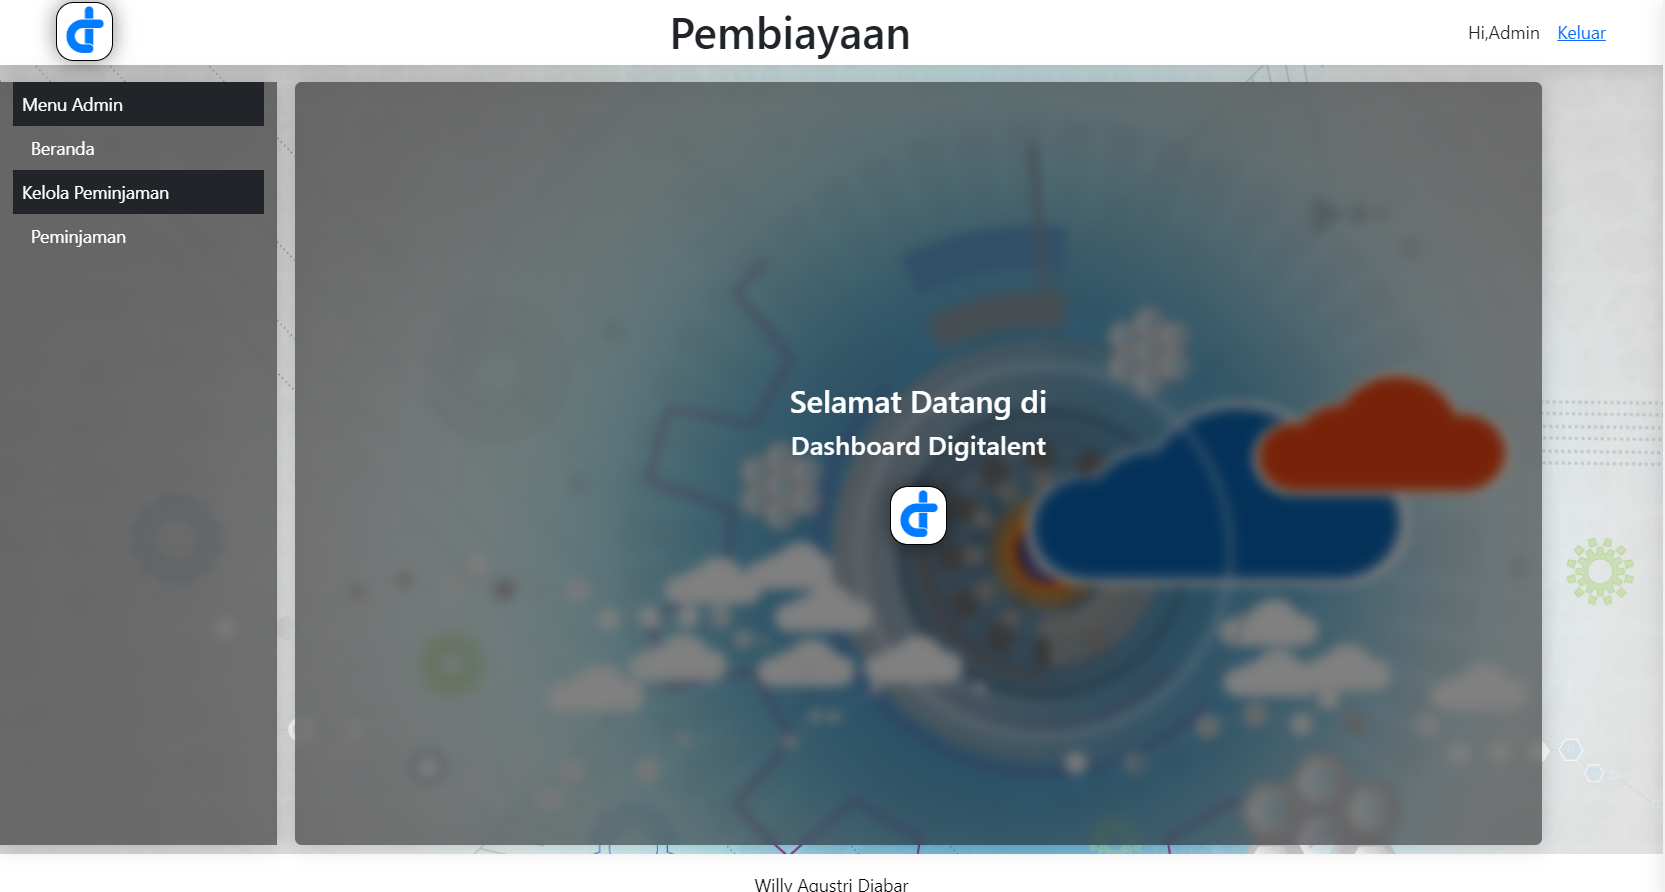 Pembiayaan
Hi,Admin Keluar
Menu Admin
Beranda
Kelola Peminjaman
Peminjaman
Selamat Datang di
Dashboard Digitalent
Willy Agustri Djabar